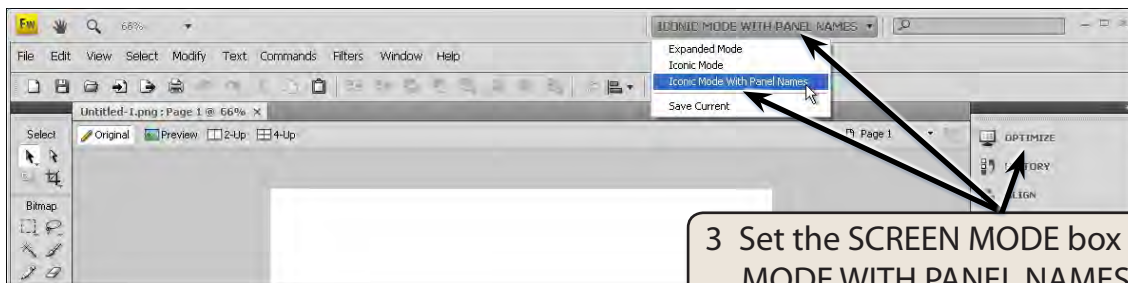 Fw 66%
ICONIC MODE WITH PANEL NAMES
File Edit View Select Modify Text Commands Filters Window Help
Expanded Mode
Iconic Mode
Iconic Mode With Panel Names
Save Current
Untitled-1.png : Page 1 @ 66% ×
Select
Original Preview 2-Up 4-Up
Page 1
OPTIMIZE
Bitmap
3 Set the SCREEN MODE box
MODE WITH PANEL NAMES